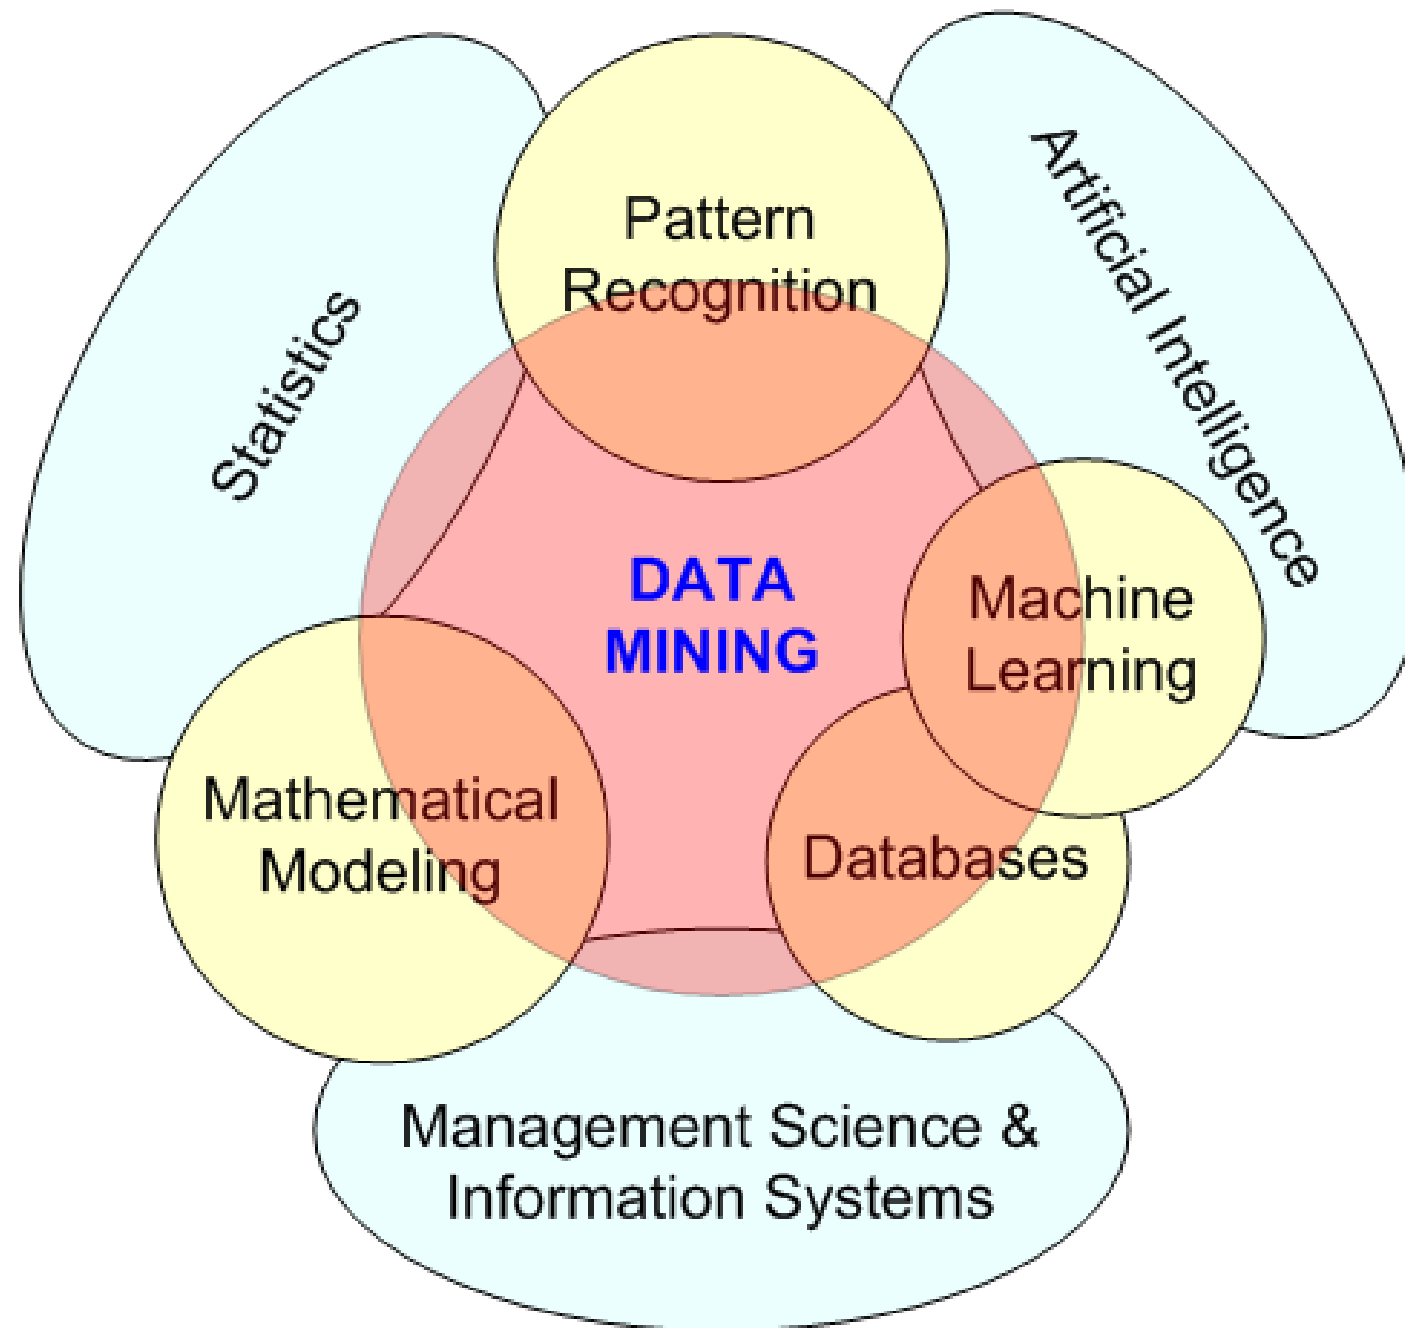 Pattern
Recognition
Artificial Intelligence
Statistics
DATA
MINING
Machine
Learning
Mathematical
Modeling
Databases
Management Science &
Information Systems